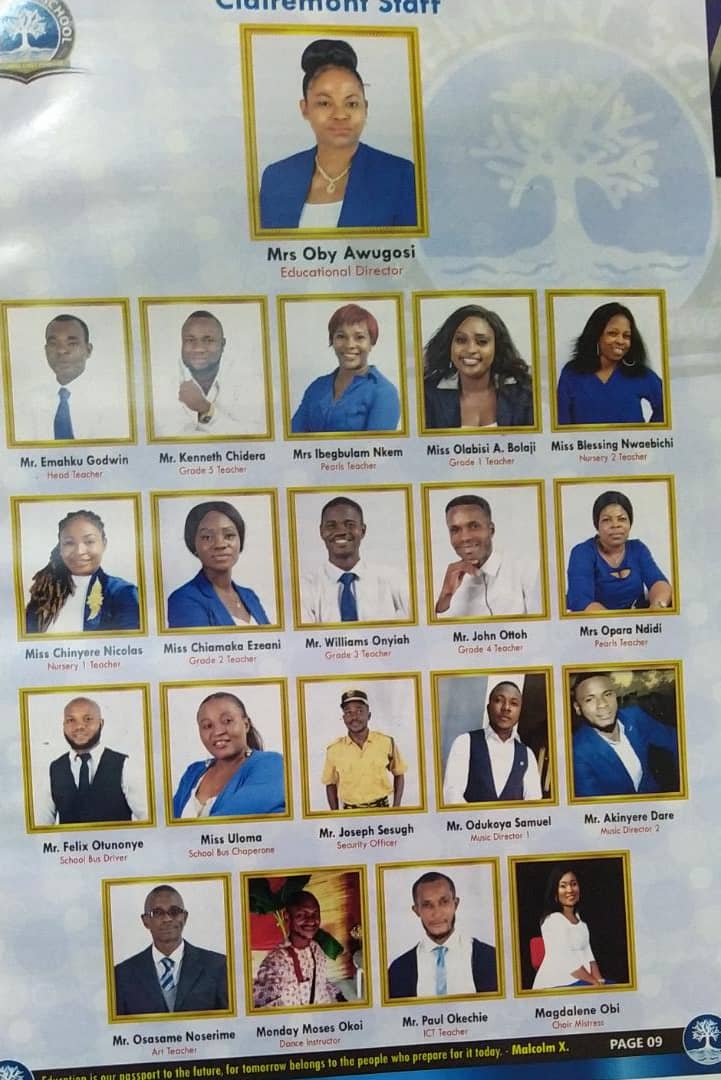 SCHOOL
Clairemont Staff
Mrs Oby Awugosi
Educational Director
Mr. Emahku Godwin
Head Teacher
Mr. Kenneth Chidera
Grade 5 Teacher
Mrs Ibegbulam Nkem
Pearls Teacher
Miss Olabisi A. Bolaji
Grade 1 Teacher
Miss Blessing Nwaebichi
Nursery 2 Teacher
Miss Chinyere Nicolas
Nursery 1 Teacher
Miss Chiamaka Ezeani
Grade 2 Teacher
Mr. Williams Onyiah
Grade 3 Teacher
Mr. John Ottoh
Grade 4 Teacher
Mrs Opara Ndidi
Pearls Teacher
Mr. Felix Otunonye
School Bus Driver
Miss Uloma
School Bus Chaperone
Mr. Joseph Sesugh
Security Officer
Mr. Odukoya Samuel
Music Director 1
Mr. Akinyere Dare
Music Director 2
Mr. Osasame Noserime
Art Teacher
Monday Moses Okoi
Dance Instructor
Mr. Paul Okechie
ICT Teacher
Magdalene Obi
Choir Mistress
Education is our passport to the future, for tomorrow belongs to the people who prepare for it today. - Malcolm X.
PAGE 09